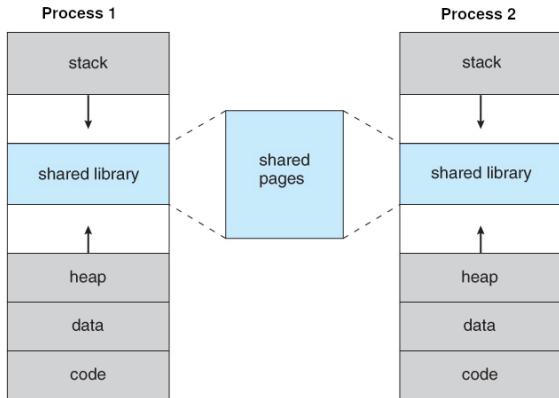 Process 1
stack
shared library
heap
data
code
shared
pages
Process 2
stack
shared library
heap
data
code